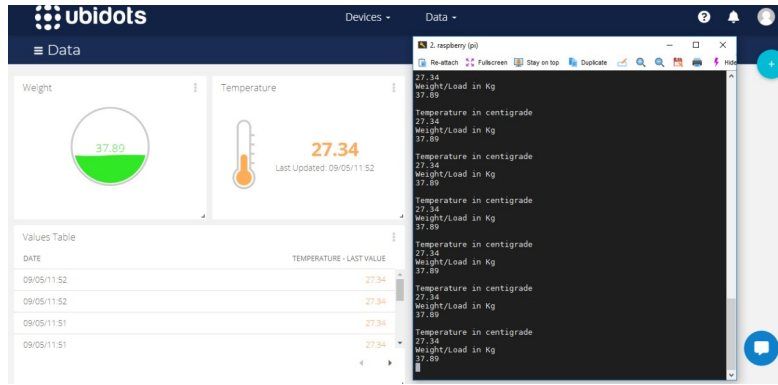 ubidots
Devices
Data
Data
Weight
37.89
Temperature
27.34
Last Updated: 09/05/11:52
Values Table
DATE TEMPERATURE - LAST VALUE
09/05/11:52 27.34
09/05/11:52 27.34
09/05/11:51 27.34
09/05/11:51 27.34
2. raspberry (pi)
Re-attach Fullscreen Stay on top Duplicate Hide
27.34
Weight/Load in Kg
37.89
Temperature in centigrade
27.34
Weight/Load in Kg
37.89
Temperature in centigrade
27.34
Weight/Load in Kg
37.89
Temperature in centigrade
27.34
Weight/Load in Kg
37.89
Temperature in centigrade
27.34
Weight/Load in Kg
37.89
Temperature in centigrade
27.34
Weight/Load in Kg
37.89
Temperature in centigrade
27.34
Weight/Load in Kg
37.89